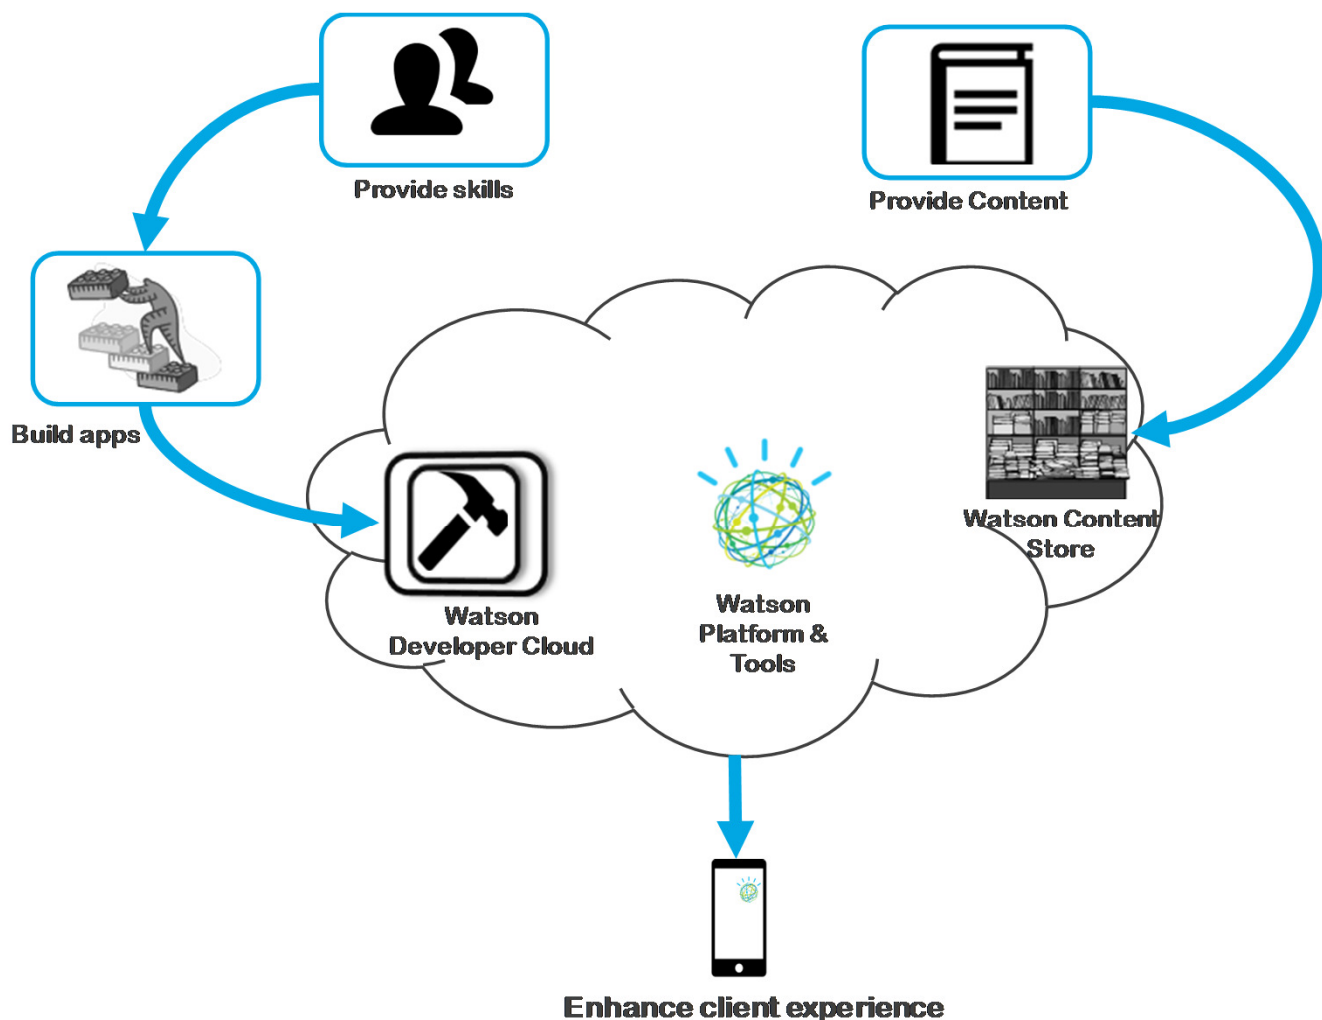 Provide skills
Provide Content
Build apps
Watson Content
Store
Watson
Developer Cloud
Watson
Platform &
Tools
Enhance client experience